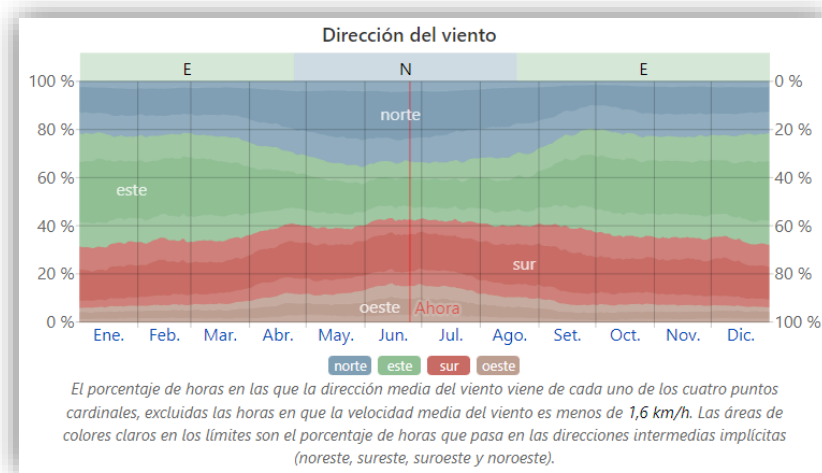 Dirección del viento
E N E
100 % 0 %
norte
80 % 20 %
60 % 40 %
este
40 % 60 %
sur
20 % 80 %
oeste Ahora
0 % 100 %
Ene. Feb. Mar. Abr. May. Jun. Jul. Ago. Set. Oct. Nov. Dic.
norte este sur oeste
El porcentaje de horas en las que la dirección media del viento viene de cada uno de los cuatro puntos
cardinales, excluidas las horas en que la velocidad media del viento es menos de 1,6 km/h. Las áreas de
colores claros en los límites son el porcentaje de horas que pasa en las direcciones intermedias implícitas
(noreste, sureste, suroeste y noroeste).